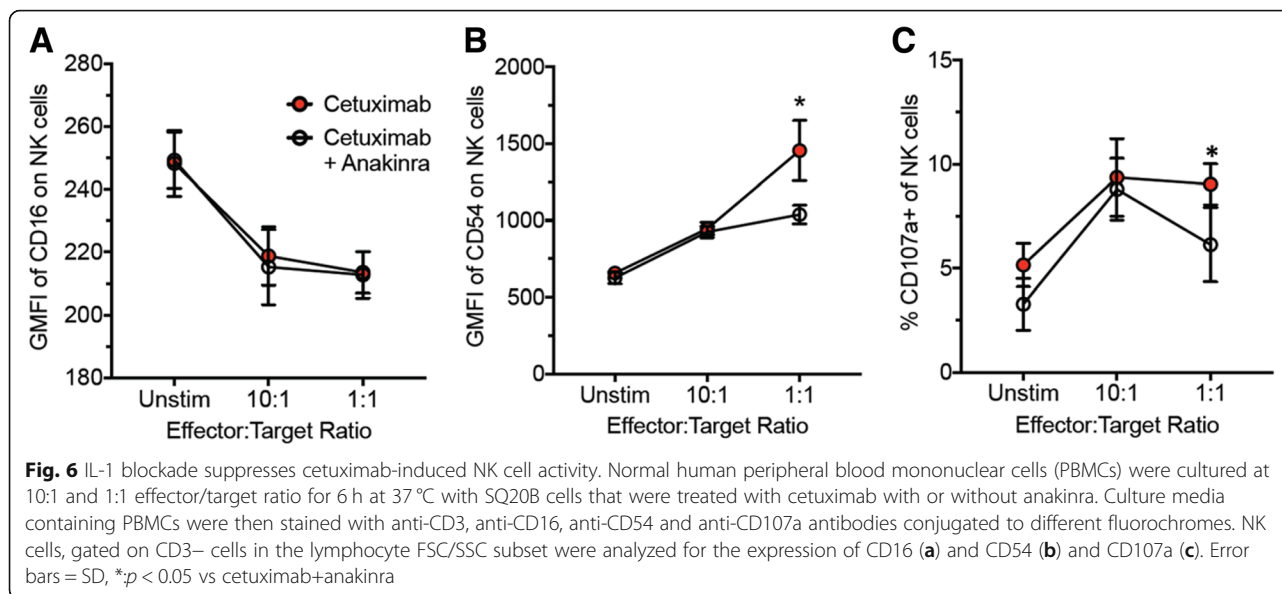 A
GMFI of CD16 on NK cells
280
260
240
220
200
180
Unstim 10:1 1:1
Effector:Target Ratio
Cetuximab
Cetuximab
+ Anakinra
B
GMFI of CD54 on NK cells
2000
1500
1000
500
0
*
Unstim 10:1 1:1
Effector:Target Ratio
C
% CD107a+ of NK cells
15
10
5
0
*
Unstim 10:1 1:1
Effector:Target Ratio
Fig. 6 IL-1 blockade suppresses cetuximab-induced NK cell activity. Normal human peripheral blood mononuclear cells (PBMCs) were cultured at
10:1 and 1:1 effector/target ratio for 6 h at 37 °C with SQ20B cells that were treated with cetuximab with or without anakinra. Culture media
containing PBMCs were then stained with anti-CD3, anti-CD16, anti-CD54 and anti-CD107a antibodies conjugated to different fluorochromes. NK
cells, gated on CD3− cells in the lymphocyte FSC/SSC subset were analyzed for the expression of CD16 (a) and CD54 (b) and CD107a (c). Error
bars = SD, *:p < 0.05 vs cetuximab+anakinra